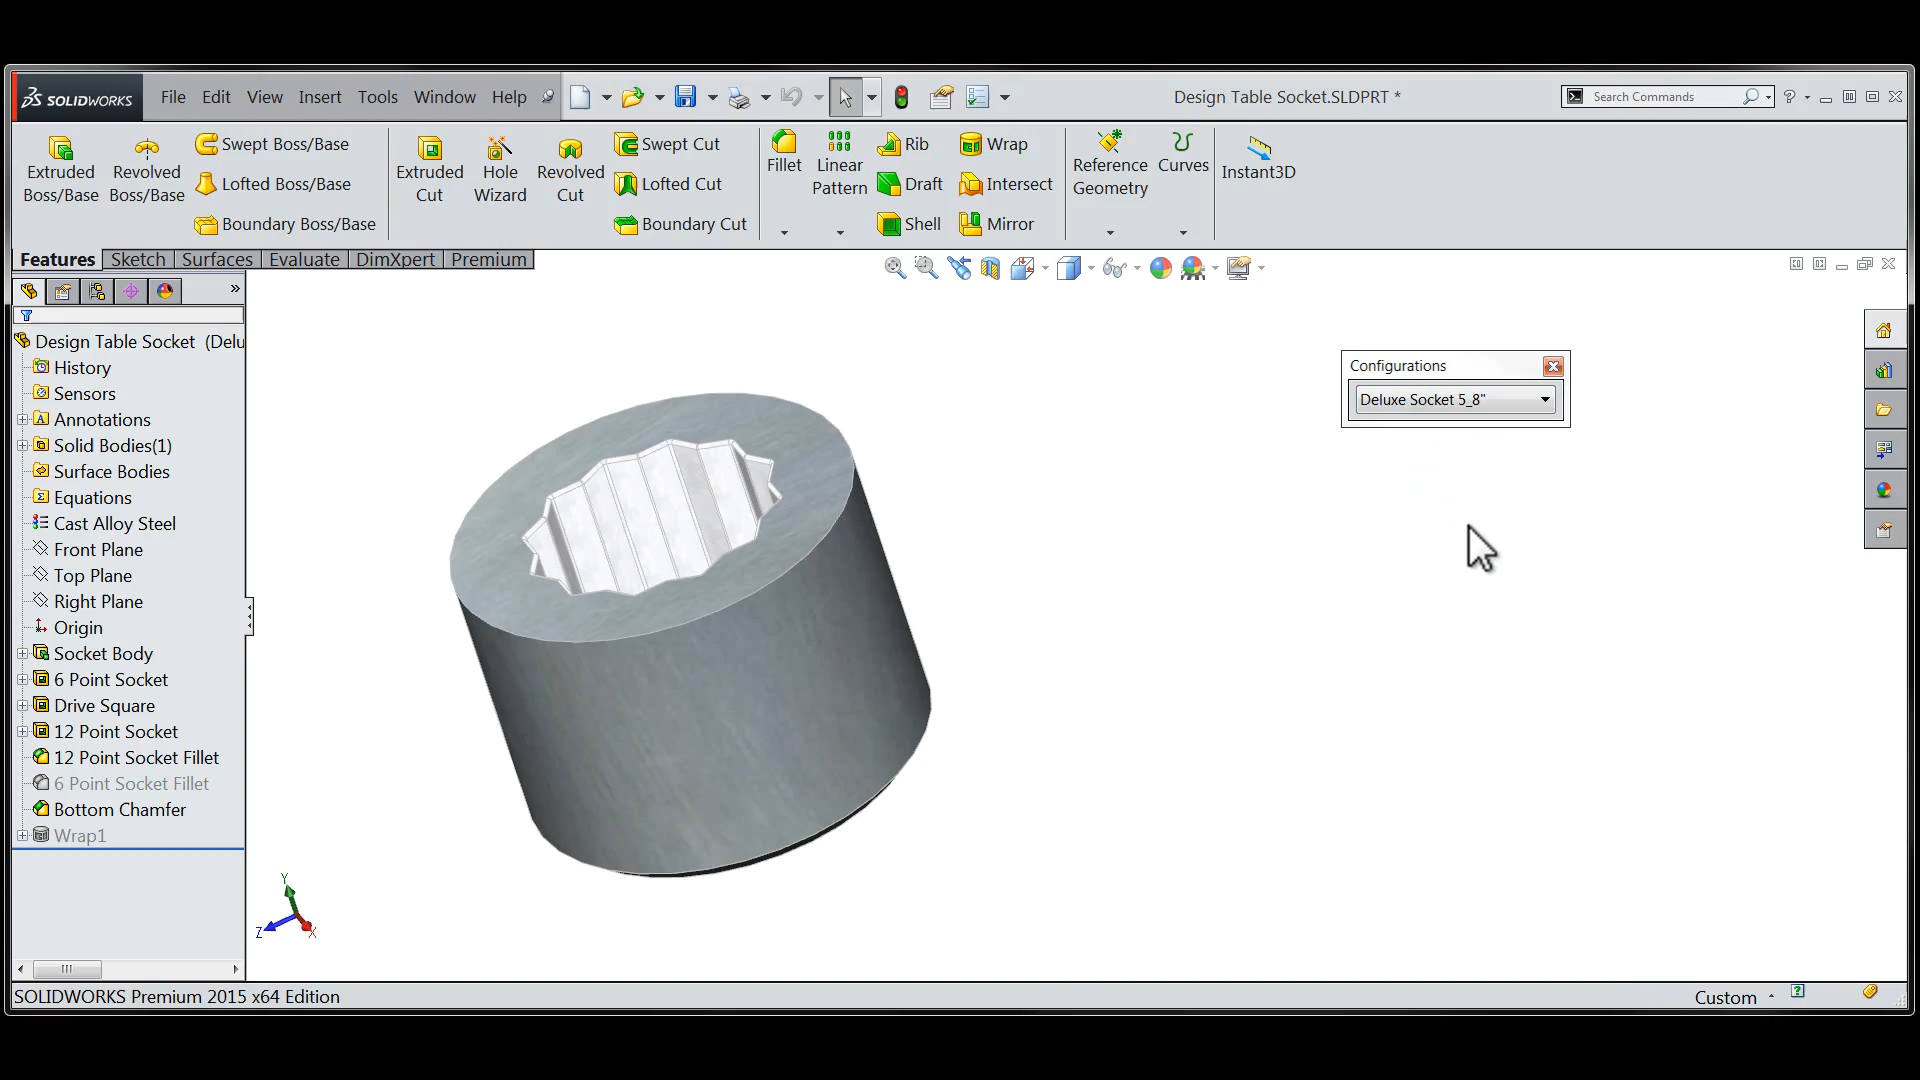 SOLIDWORKS File Edit View Insert Tools Window Help Design Table Socket.SLDPRT * Search Commands ?
Extruded Boss/Base
Revolved Boss/Base
Swept Boss/Base
Lofted Boss/Base
Boundary Boss/Base
Extruded Cut
Hole Wizard
Revolved Cut
Swept Cut
Lofted Cut
Boundary Cut
Fillet
Linear Pattern
Rib
Draft
Shell
Wrap
Intersect
Mirror
Reference Geometry
Curves
Instant3D
Features Sketch Surfaces Evaluate DimXpert Premium
Design Table Socket (Delu
History
Sensors
Annotations
Solid Bodies(1)
Surface Bodies
Equations
Cast Alloy Steel
Front Plane
Top Plane
Right Plane
Origin
Socket Body
6 Point Socket
Drive Square
12 Point Socket
12 Point Socket Fillet
6 Point Socket Fillet
Bottom Chamfer
Wrap1
Configurations
Deluxe Socket 5_8"
Y
Z
X
SOLIDWORKS Premium 2015 x64 Edition Custom